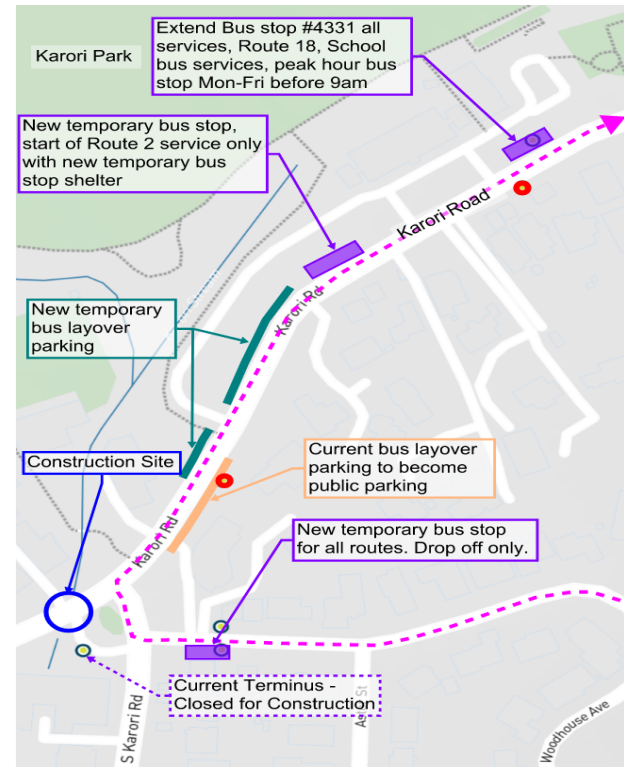 Extend Bus stop #4331 all
services, Route 18, School
bus services, peak hour bus
stop Mon-Fri before 9am
Karori Park
New temporary bus stop,
start of Route 2 service only
with new temporary bus
stop shelter
Karori Road
Karori Rd
New temporary
bus layover
parking
Current bus layover
parking to become
public parking
Construction Site
Karori Rd
New temporary bus stop
for all routes. Drop off only.
Current Terminus -
Closed for Construction
S Karori Rd
St
Woodhouse Ave